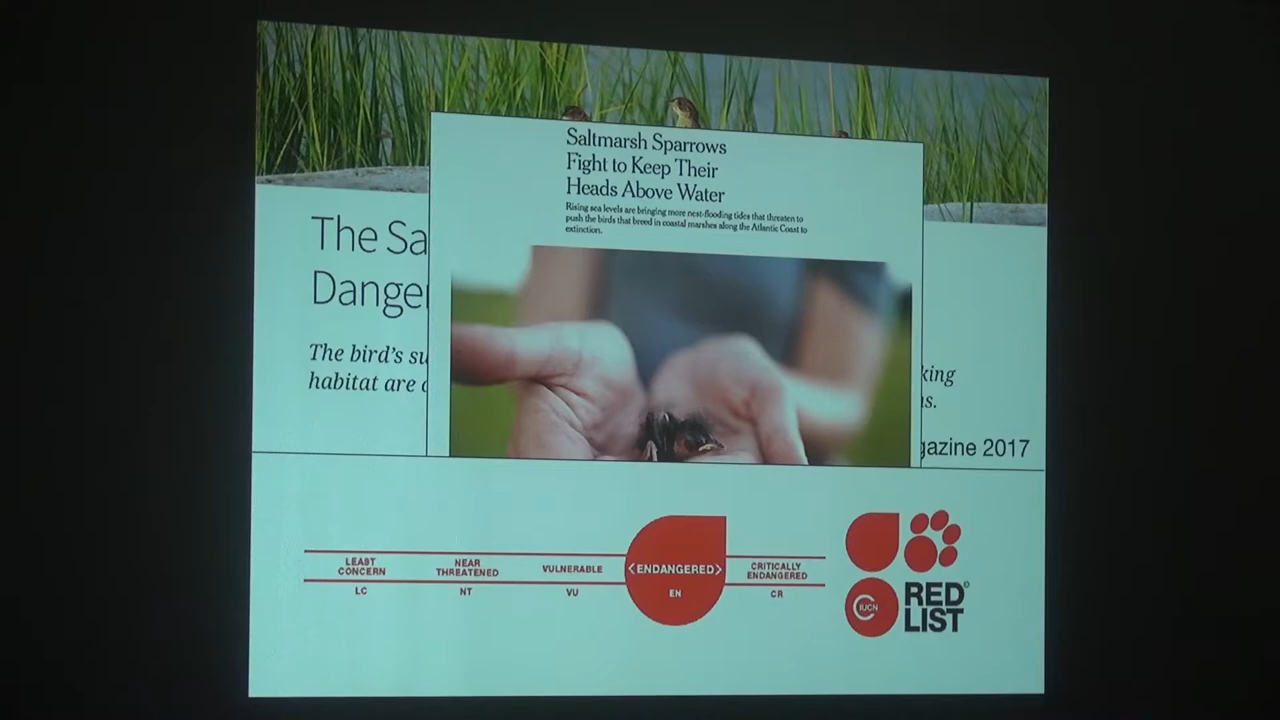 Saltmarsh Sparrows
Fight to Keep Their
Heads Above Water
Rising sea levels are bringing more nest-flooding tides that threaten to
push the birds that breed in coastal marshes along the Atlantic Coast to
extinction.
The Sa
Dange
The bird's su
habitat are
king
s.
gazine 2017
LEAST
CONCERN
LC
NEAR
THREATENED
NT
VULNERABLE
VU
<ENDANGERED>
EN
CRITICALLY
ENDANGERED
CR
IUCN
RED
LIST
©